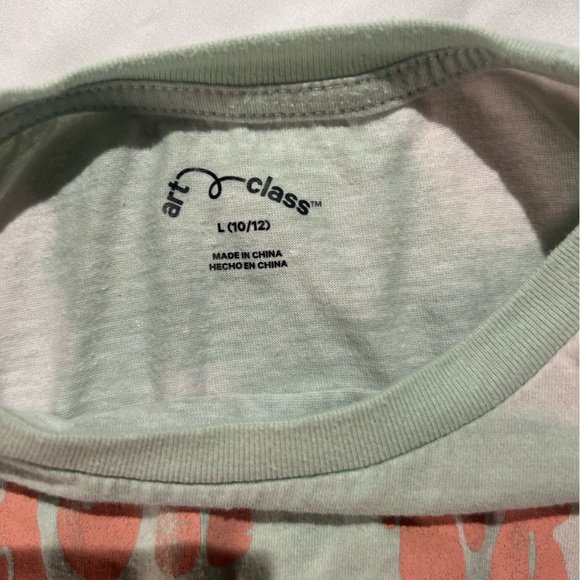 art class™
L (10/12)
MADE IN CHINA
HECHO EN CHINA